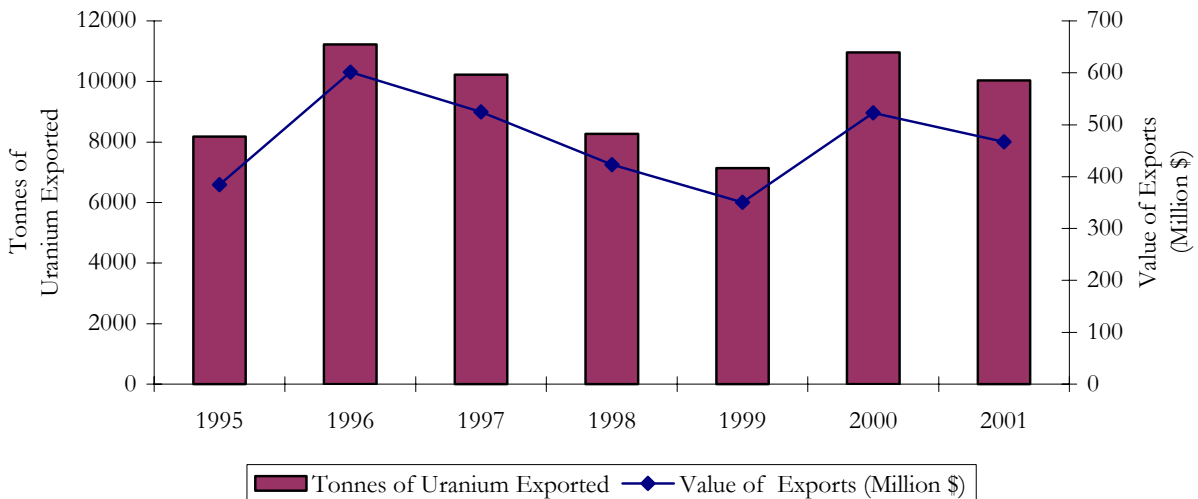 12000
10000
8000
6000
4000
2000
0
Tonnes of
Uranium Exported
700
600
500
400
300
200
100
0
Value of Exports
(Million $)
1995 1996 1997 1998 1999 2000 2001
Tonnes of Uranium Exported Value of Exports (Million $)